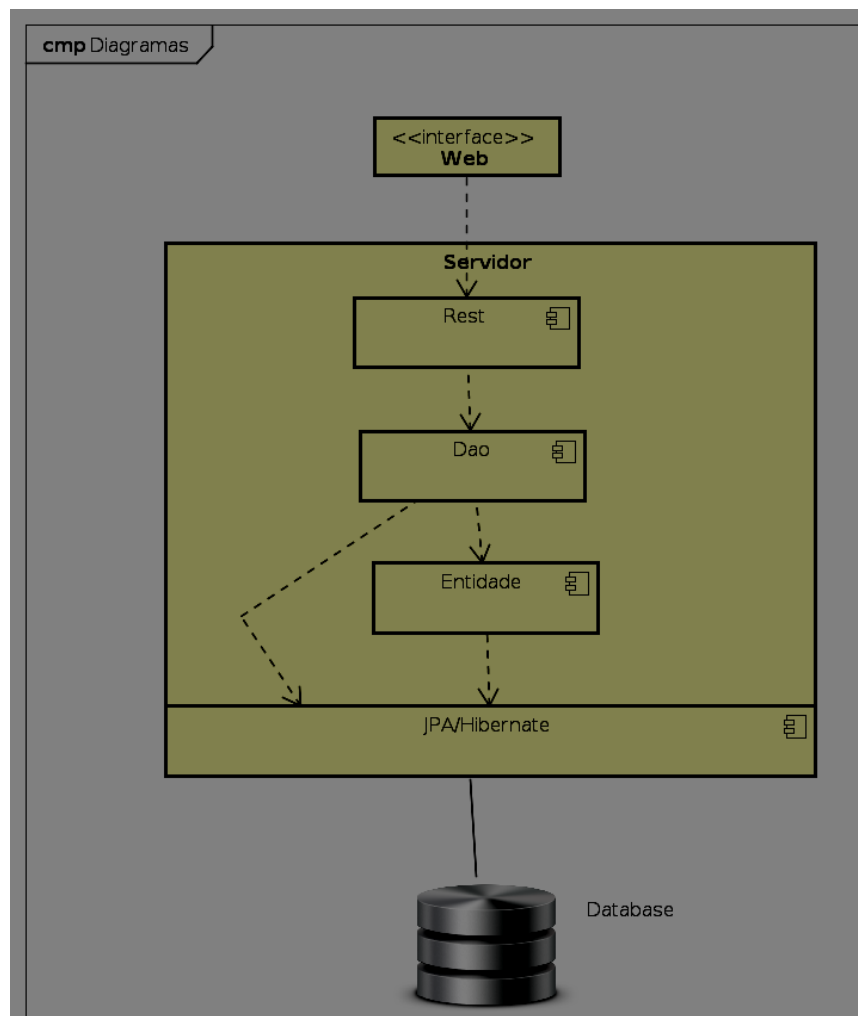 cmp Diagramas
<<interface>>
Web
Servidor
Rest
Dao
Entidade
JPA/Hibernate
Database